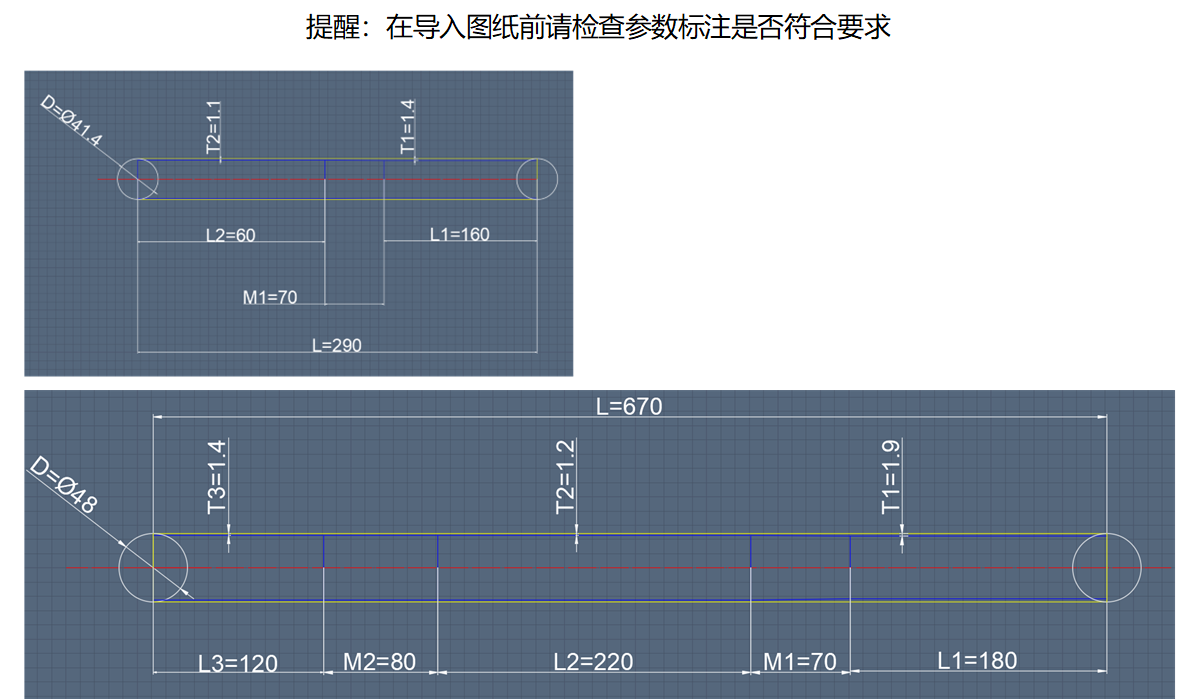 提醒：在导入图纸前请检查参数标注是否符合要求
D=Ø41.4
T2=1.1
T1=1.4
L2=60
L1=160
M1=70
L=290
L=670
D=Ø48
T3=1.4
T2=1.2
T1=1.9
L3=120
M2=80
L2=220
M1=70
L1=180